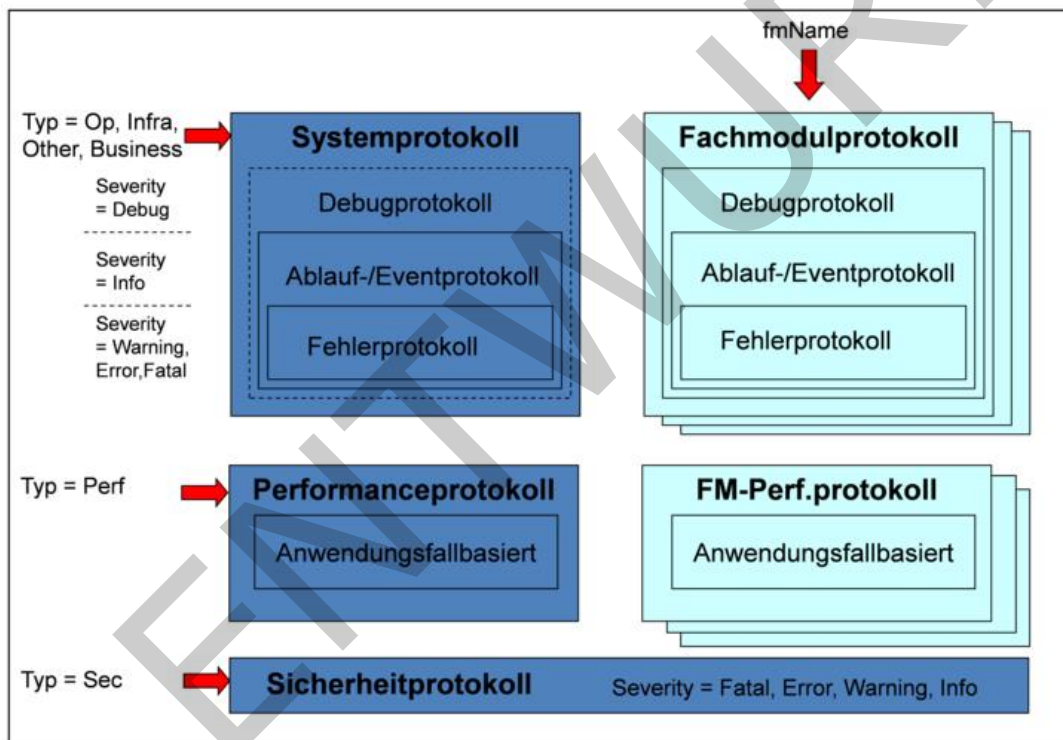 fmName
Typ = Op, Infra,
Other, Business
Severity
= Debug
Severity
= Info
Severity
= Warning,
Error,Fatal
Systemprotokoll
Debugprotokoll
Ablauf-/Eventprotokoll
Fehlerprotokoll
Fachmodulprotokoll
Debugprotokoll
Ablauf-/Eventprotokoll
Fehlerprotokoll
Typ = Perf
Performanceprotokoll
Anwendungsfallbasiert
FM-Perf.protokoll
Anwendungsfallbasiert
Typ = Sec
Sicherheitprotokoll
Severity = Fatal, Error, Warning, Info
ENTWUR